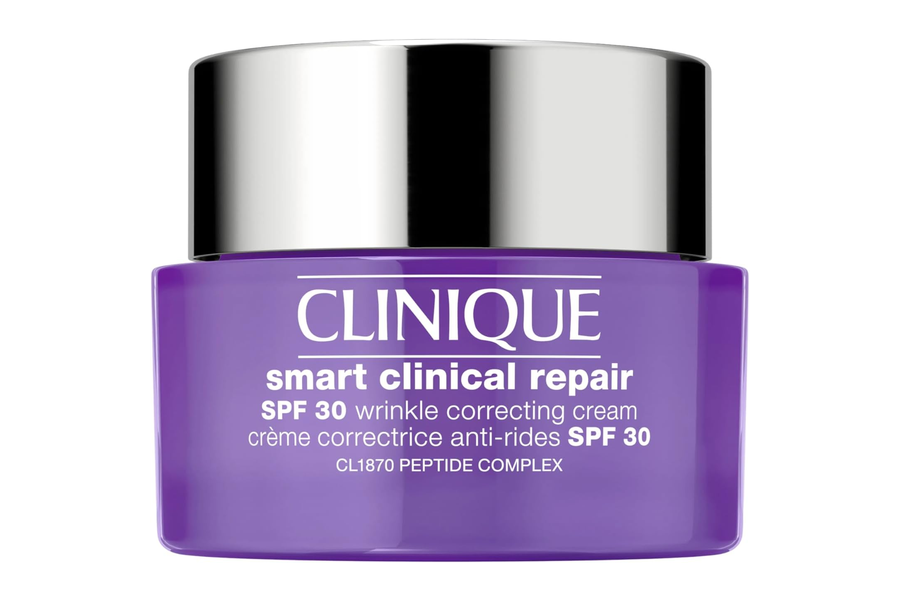 CLINIQUE
smart clinical repair
SPF 30 wrinkle correcting cream
crème correctrice anti-rides SPF 30
CL1870 PEPTIDE COMPLEX